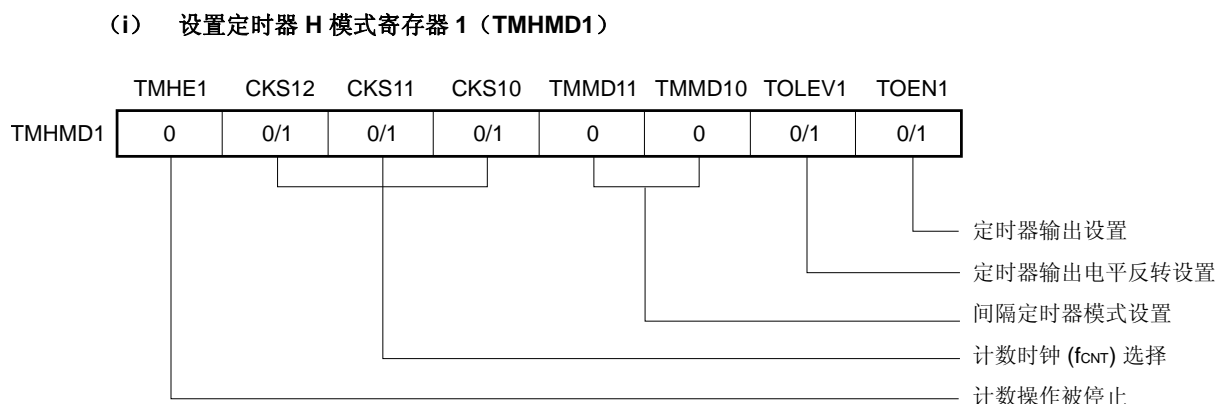 （i） 设置定时器 H 模式寄存器 1（TMHMD1）
TMHE1 CKS12 CKS11 CKS10 TMMD11 TMMD10 TOLEV1 TOEN1
TMHMD1 0 0/1 0/1 0/1 0 0 0/1 0/1
定时器输出设置
定时器输出电平反转设置
间隔定时器模式设置
计数时钟 (fCNT) 选择
计数操作被停止